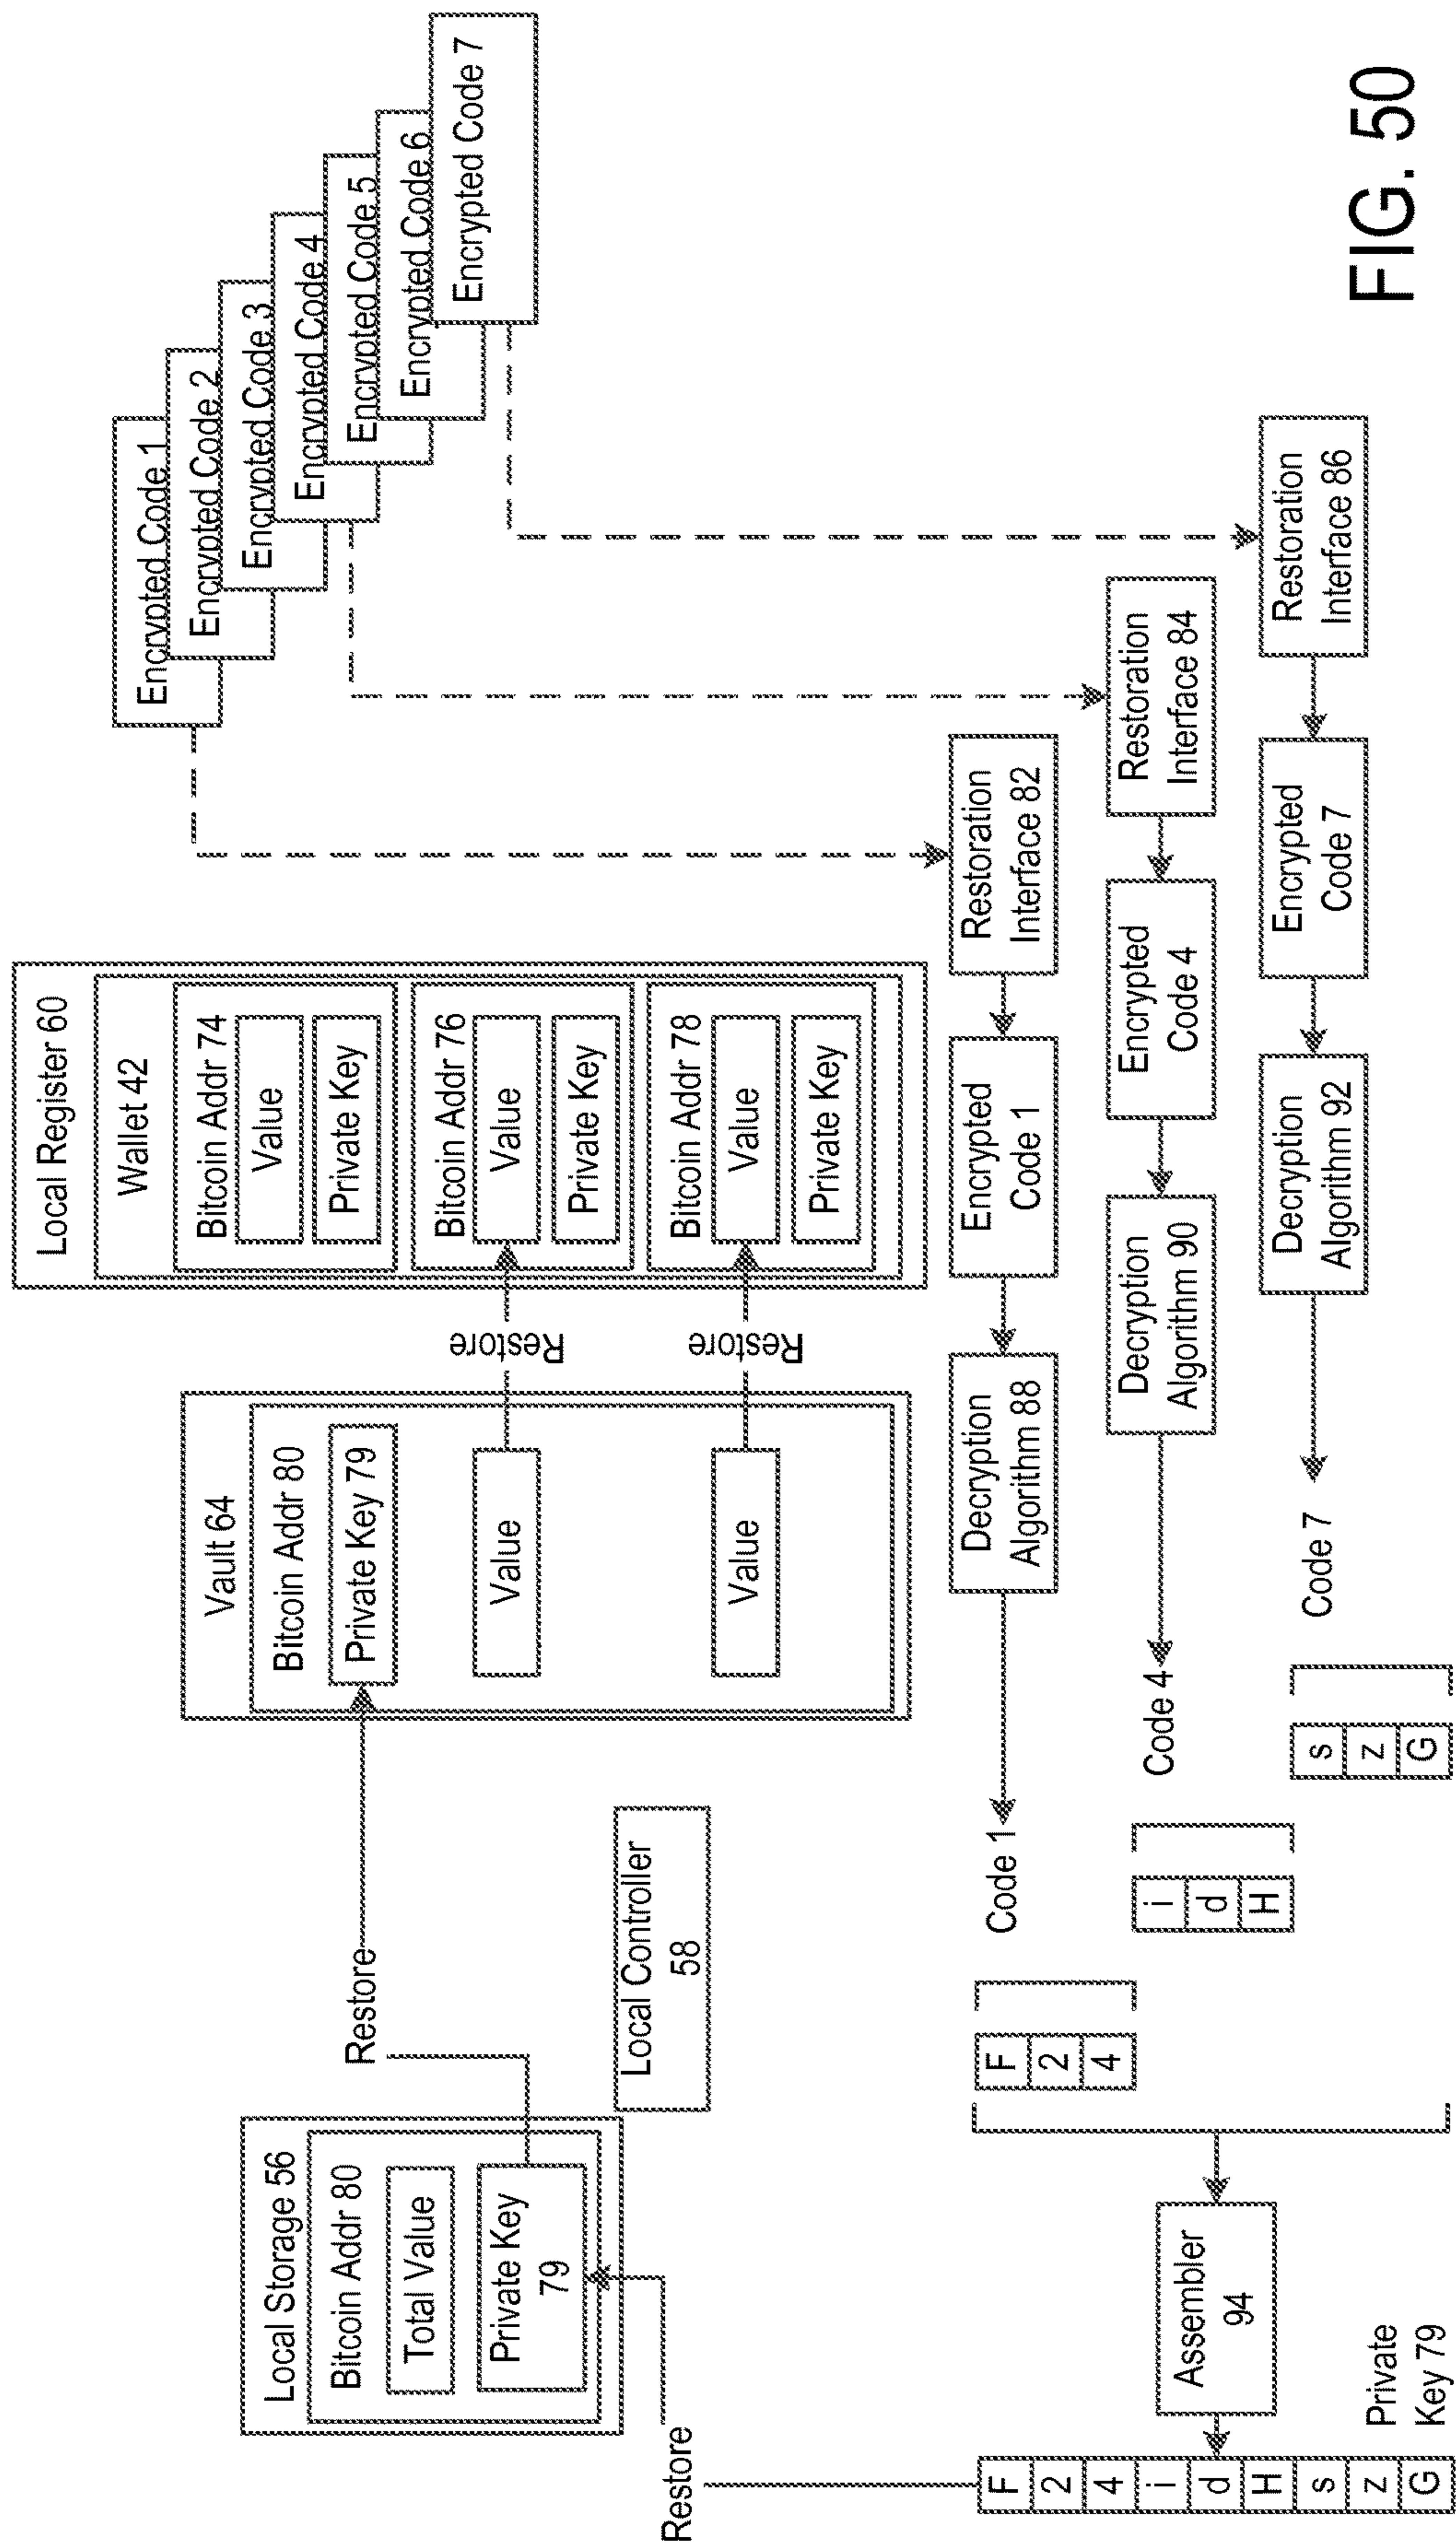 Local Storage 56
Bitcoin Addr 80
Total Value
Private Key
79
Restore
Restore
Local Controller
58
Vault 64
Bitcoin Addr 80
Private Key 79
Value
Value
Restore
Restore
Local Register 60
Wallet 42
Bitcoin Addr 74
Value
Private Key
Bitcoin Addr 76
Value
Private Key
Bitcoin Addr 78
Value
Private Key
Encrypted Code 1
Encrypted Code 2
Encrypted Code 3
Encrypted Code 4
Encrypted Code 5
Encrypted Code 6
Encrypted Code 7
F
2
4
i
d
H
s
z
G
Private
Key 79
Assembler
94
F
2
4
Code 1
Decryption
Algorithm 88
Encrypted
Code 1
Restoration
Interface 82
i
d
H
Code 4
Decryption
Algorithm 90
Encrypted
Code 4
Restoration
Interface 84
s
z
G
Code 7
Decryption
Algorithm 92
Encrypted
Code 7
Restoration
Interface 86
FIG. 50